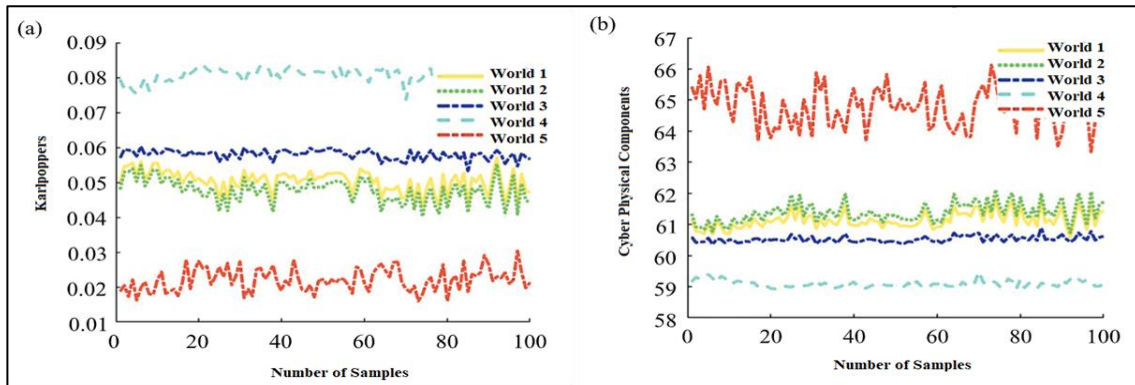 (a)
0.09
0.08
0.07
0.06
0.05
0.04
0.03
0.02
0.01
Karlpoppers
World 1
World 2
World 3
World 4
World 5
0
20
40
60
80
100
Number of Samples
(b)
67
66
65
64
63
62
61
60
59
58
Cyber Physical Components
World 1
World 2
World 3
World 4
World 5
0
20
40
60
80
100
Number of Samples